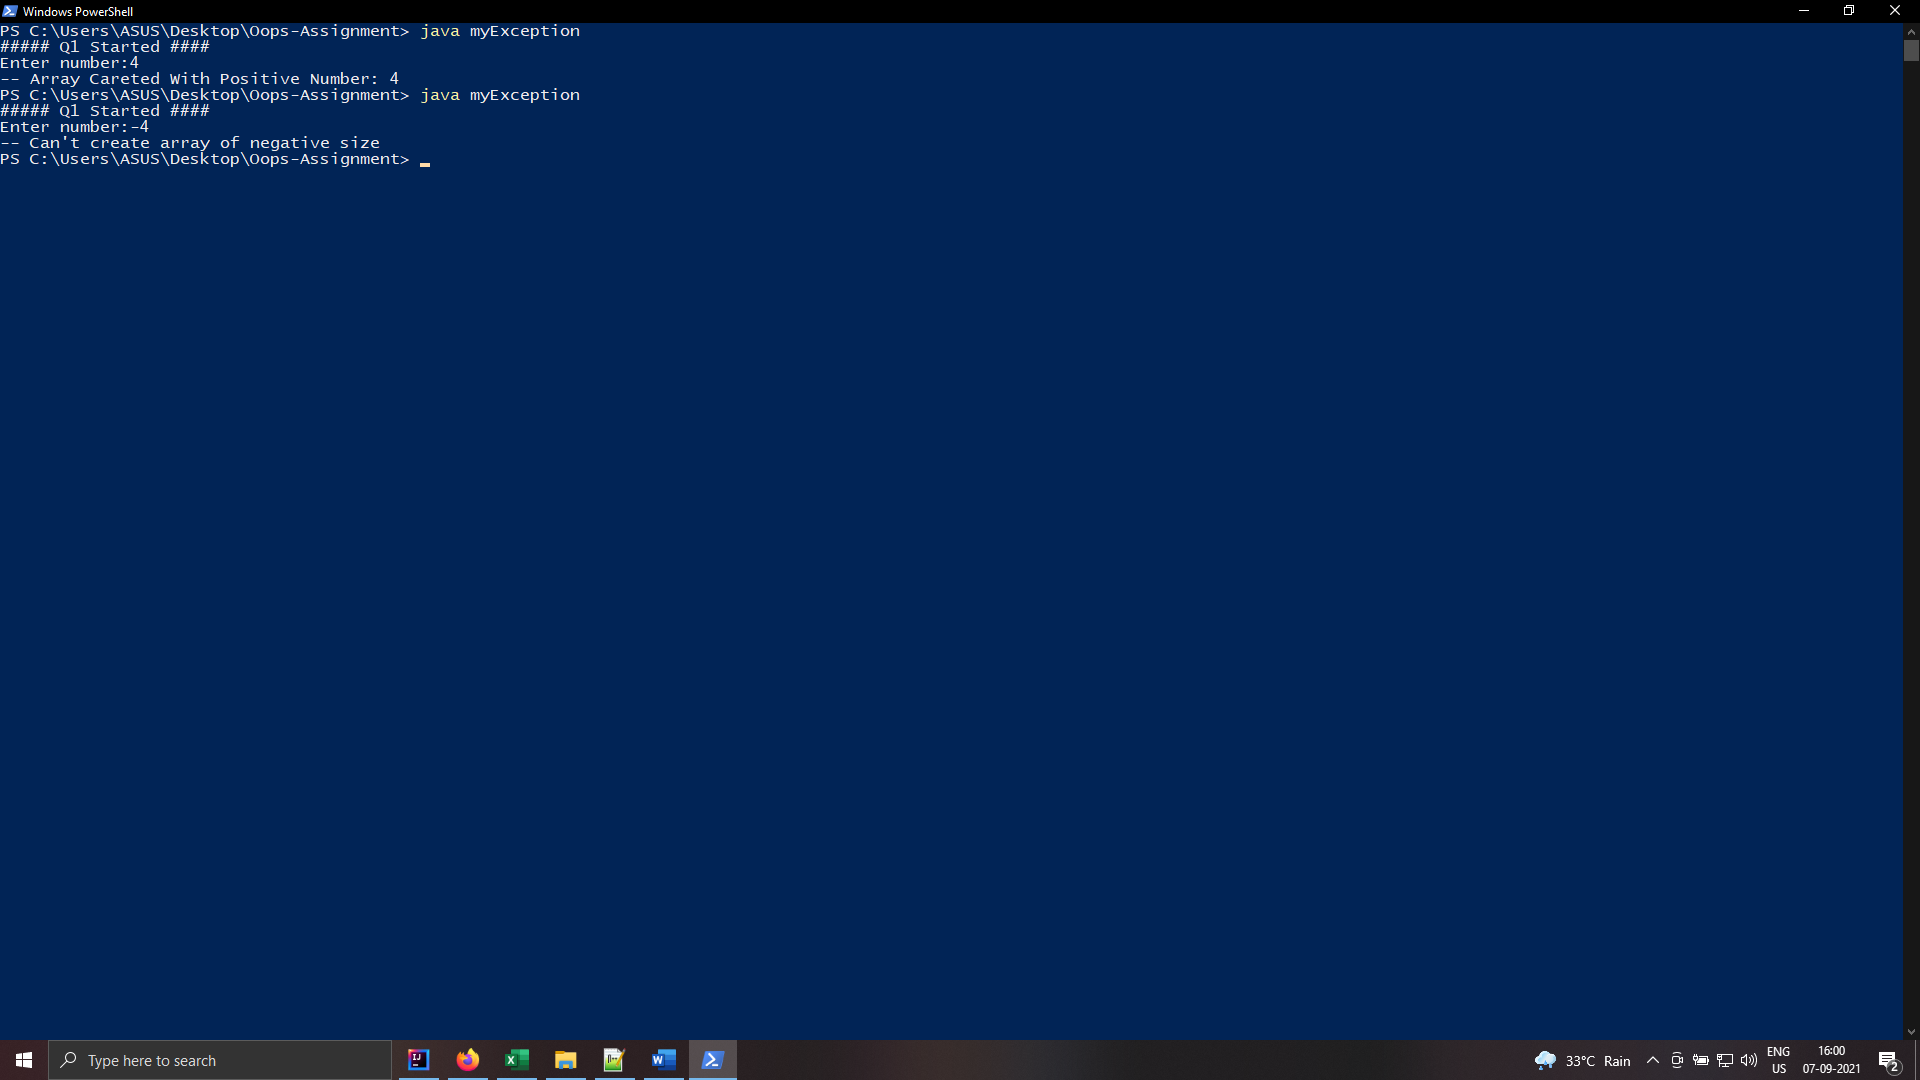 Windows PowerShell
PS C:\Users\ASUS\Desktop\Oops-Assignment> java myException
##### Q1 Started ####
Enter number:4
-- Array Careted With Positive Number: 4
PS C:\Users\ASUS\Desktop\Oops-Assignment> java myException
##### Q1 Started ####
Enter number:-4
-- Can't create array of negative size
PS C:\Users\ASUS\Desktop\Oops-Assignment>
Type here to search
33°C Rain
ENG
US
16:00
07-09-2021
2